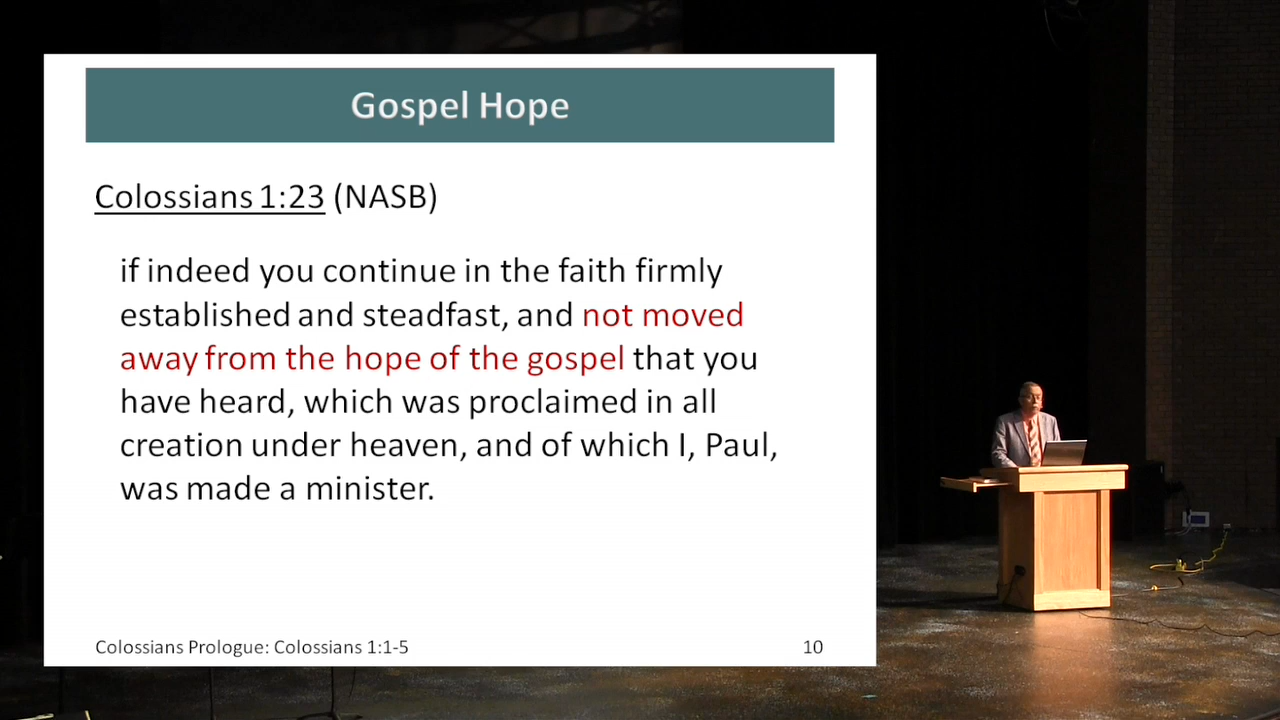 Gospel Hope
Colossians 1:23 (NASB)
if indeed you continue in the faith firmly
established and steadfast, and not moved
away from the hope of the gospel that you
have heard, which was proclaimed in all
creation under heaven, and of which I, Paul,
was made a minister.
Colossians Prologue: Colossians 1:1-5
10